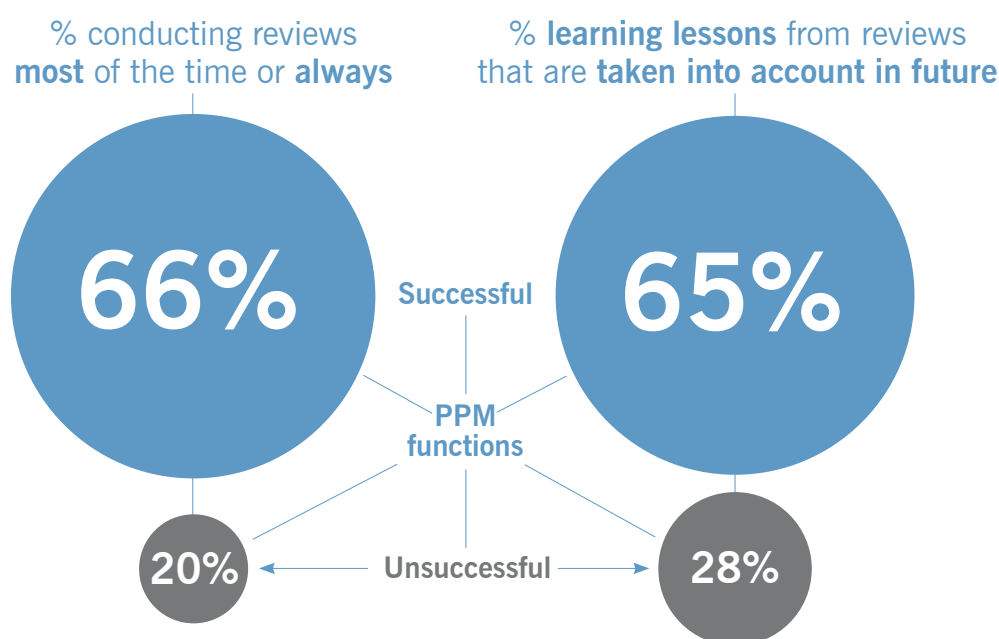 % conducting reviews
most of the time or always
% learning lessons from reviews
that are taken into account in future
66%
Successful
65%
PPM
functions
20%
Unsuccessful
28%